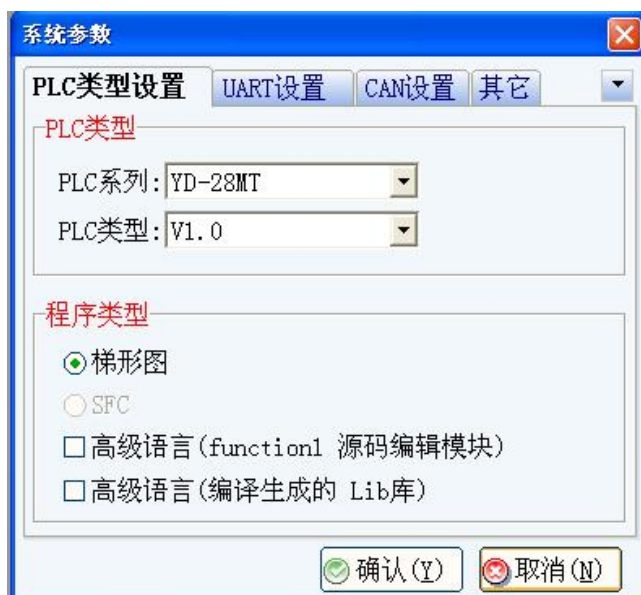 系统参数
PLC类型设置 UART设置 CAN设置 其它
PLC类型
PLC系列: YD-28MT
PLC类型: V1.0
程序类型
梯形图
SFC
高级语言(function1 源码编辑模块)
高级语言(编译生成的 Lib库)
确认(Y) 取消(N)